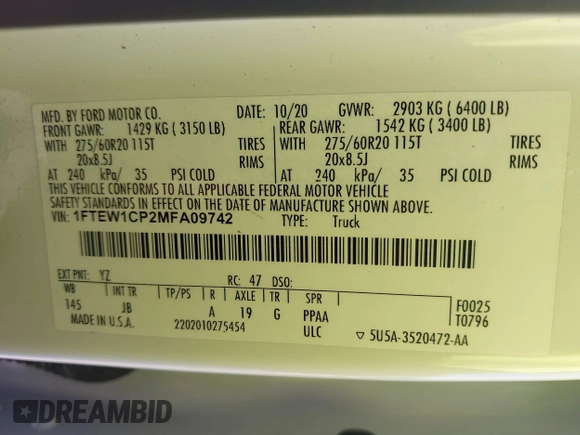 MFD. BY FORD MOTOR CO. DATE: 10/20 GVWR: 2903 KG ( 6400 LB)
FRONT GAWR: 1429 KG ( 3150 LB) REAR GAWR: 1542 KG ( 3400 LB)
WITH 275/60R20 115T TIRES WITH 275/60R20 115T TIRES
20x8.5J RIMS 20x8.5J RIMS
AT 240 kPa/ 35 PSI COLD AT 240 kPa/ 35 PSI COLD
THIS VEHICLE CONFORMS TO ALL APPLICABLE FEDERAL MOTOR VEHICLE
SAFETY STANDARDS IN EFFECT ON THE DATE OF MANUFACTURE SHOWN ABOVE.
VIN: 1FTEW1CP2MFA09742 TYPE: Truck
EXT PNT: YZ RC: 47 DSO:
WB INT TR TP/PS R AXLE TR SPR F0025
145 JB A 19 G PPAA T0796
MADE IN U.S.A. 2202010275454 ULC ▽ 5U5A-3520472-AA
DREAMBID